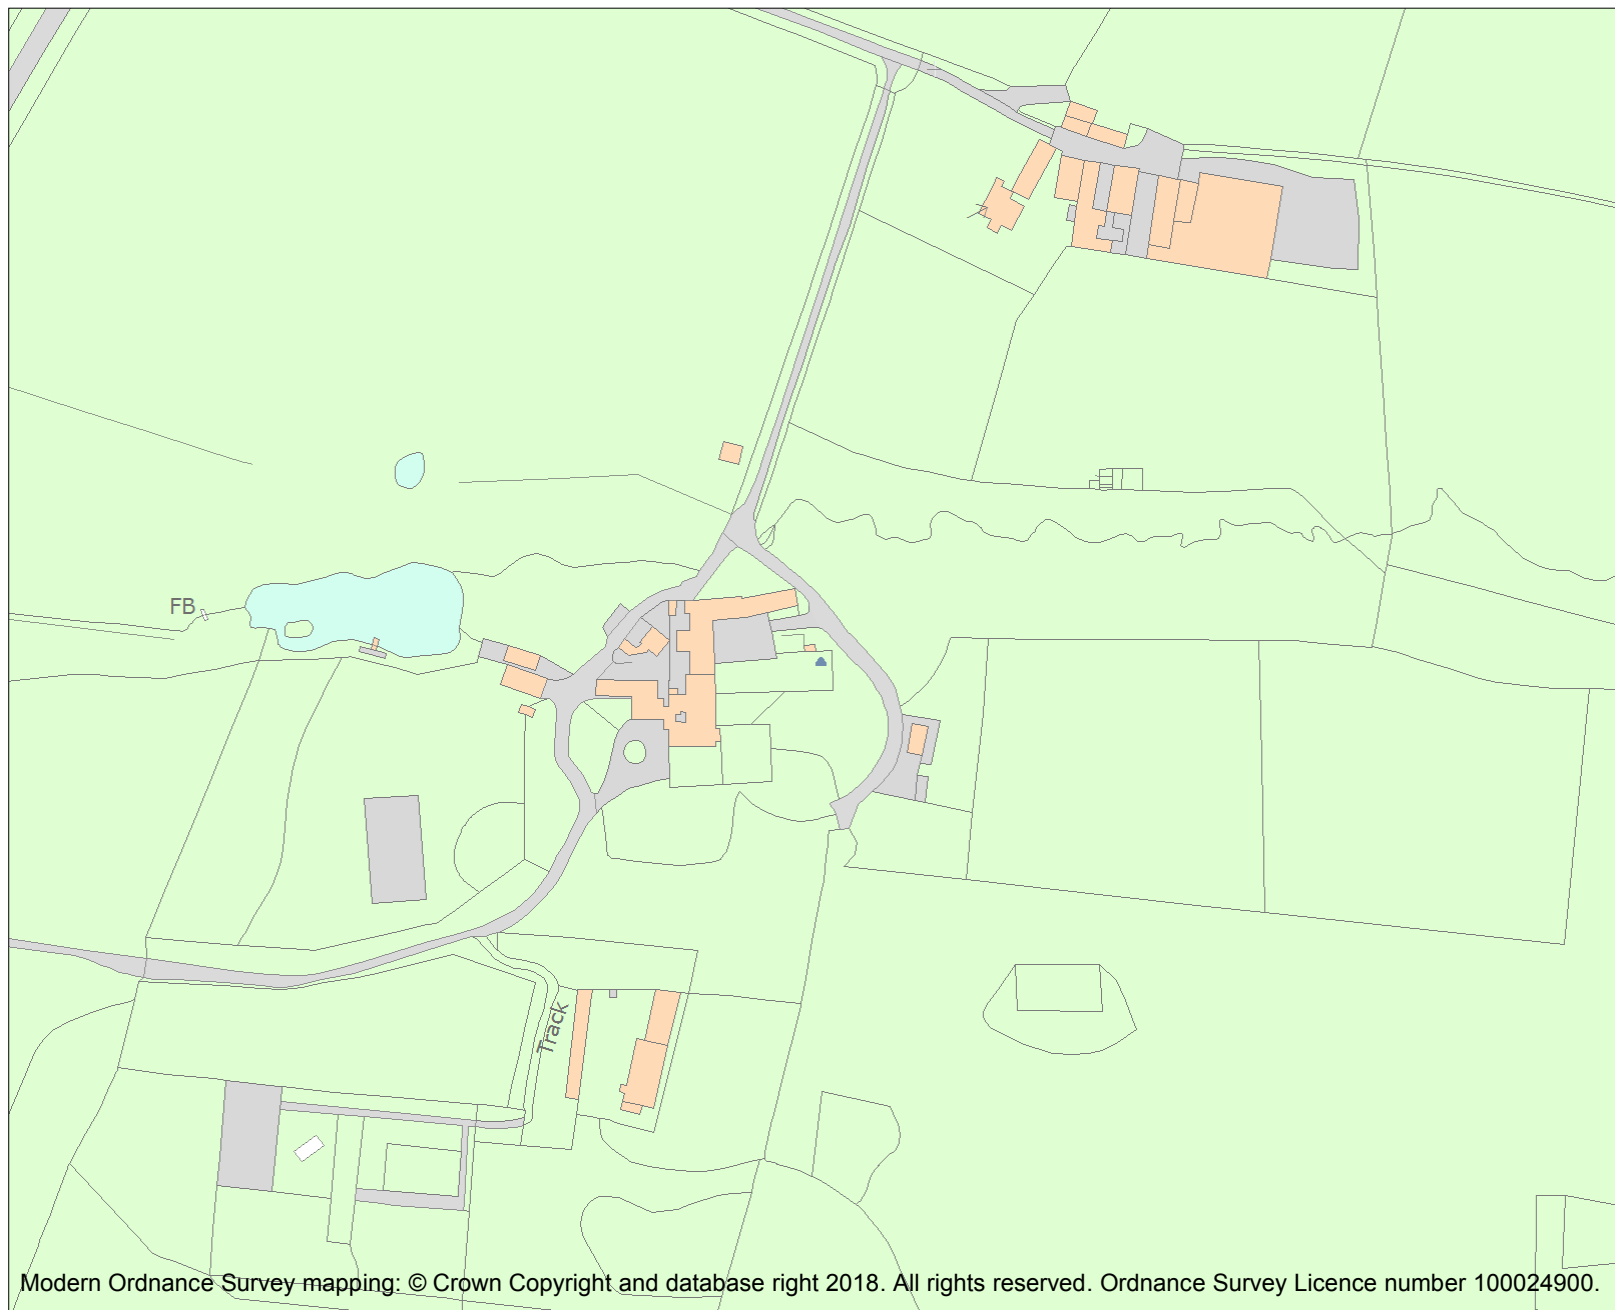 FB
Track
Modern Ordnance Survey mapping: © Crown Copyright and database right 2018. All rights reserved. Ordnance Survey Licence number 100024900.